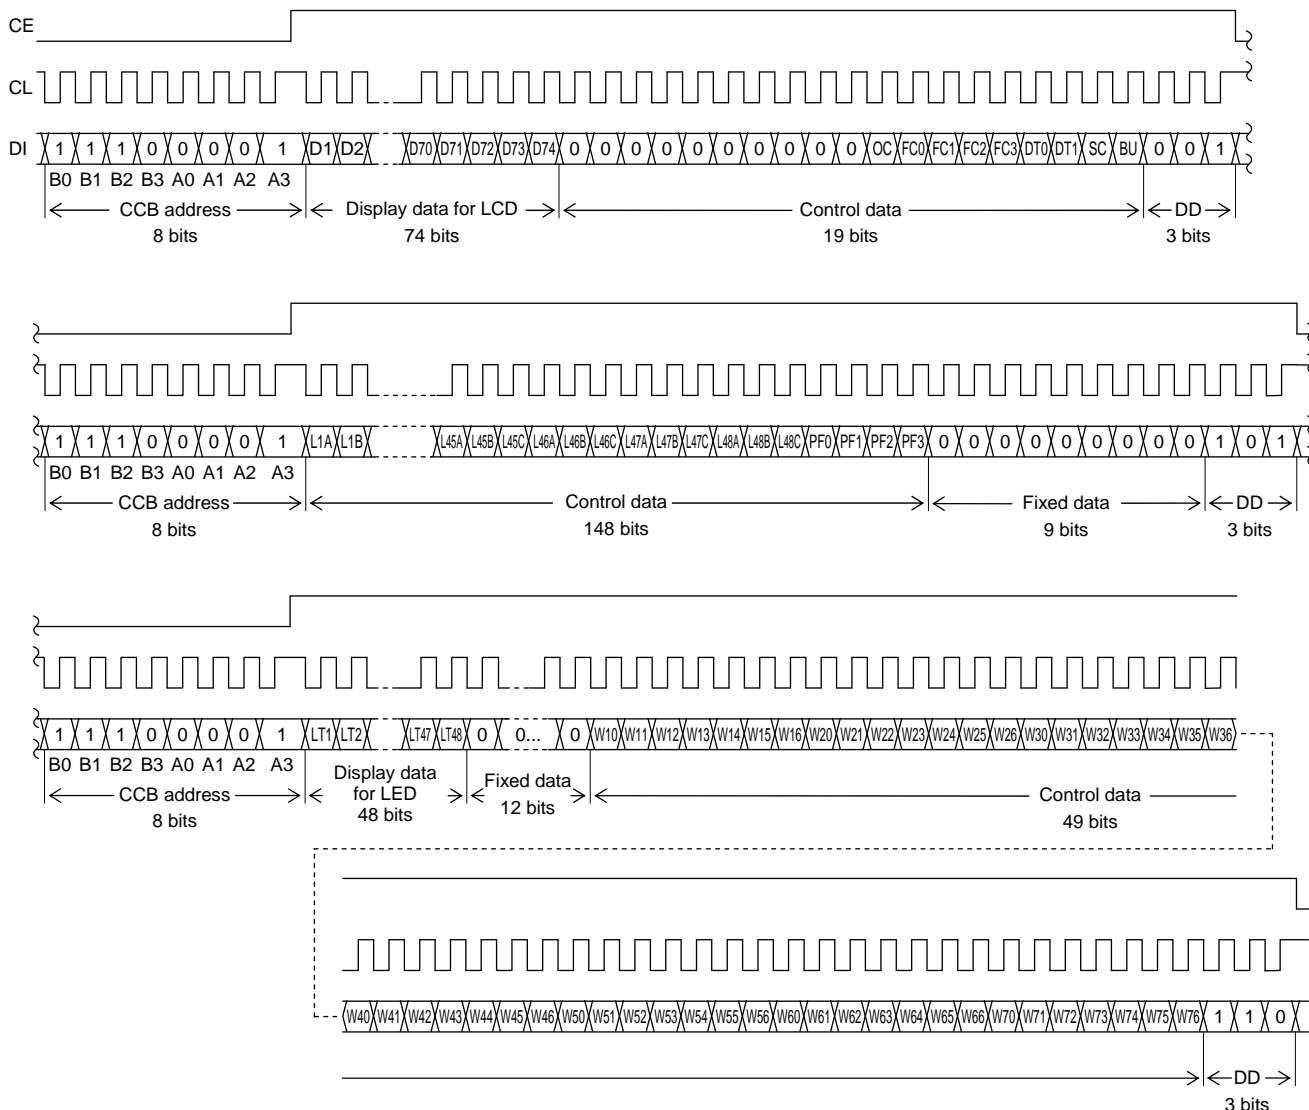 CE
CL
DI 1 1 1 0 0 0 0 1 D1 D2 D70 D71 D72 D73 D74 0 0 0 0 0 0 0 0 0 0 OC FC0 FC1 FC2 FC3 DT0 DT1 SC BU 0 0 1
B0 B1 B2 B3 A0 A1 A2 A3
CCB address Display data for LCD Control data DD
8 bits 74 bits 19 bits 3 bits
1 1 1 0 0 0 0 1 L1A L1B L45A L45B L45C L46A L46B L46C L47A L47B L47C L48A L48B L48C PF0 PF1 PF2 PF3 0 0 0 0 0 0 0 0 0 1 0 1
B0 B1 B2 B3 A0 A1 A2 A3
CCB address Control data Fixed data DD
8 bits 148 bits 9 bits 3 bits
1 1 1 0 0 0 0 1 LT1 LT2 LT47 LT48 0 0... 0 W10 W11 W12 W13 W14 W15 W16 W20 W21 W22 W23 W24 W25 W26 W30 W31 W32 W33 W34 W35 W36
B0 B1 B2 B3 A0 A1 A2 A3
CCB address Display data for LED Fixed data Control data
8 bits 48 bits 12 bits 49 bits
W40 W41 W42 W43 W44 W45 W46 W50 W51 W52 W53 W54 W55 W56 W60 W61 W62 W63 W64 W65 W66 W70 W71 W72 W73 W74 W75 W76 1 1 0
DD
3 bits